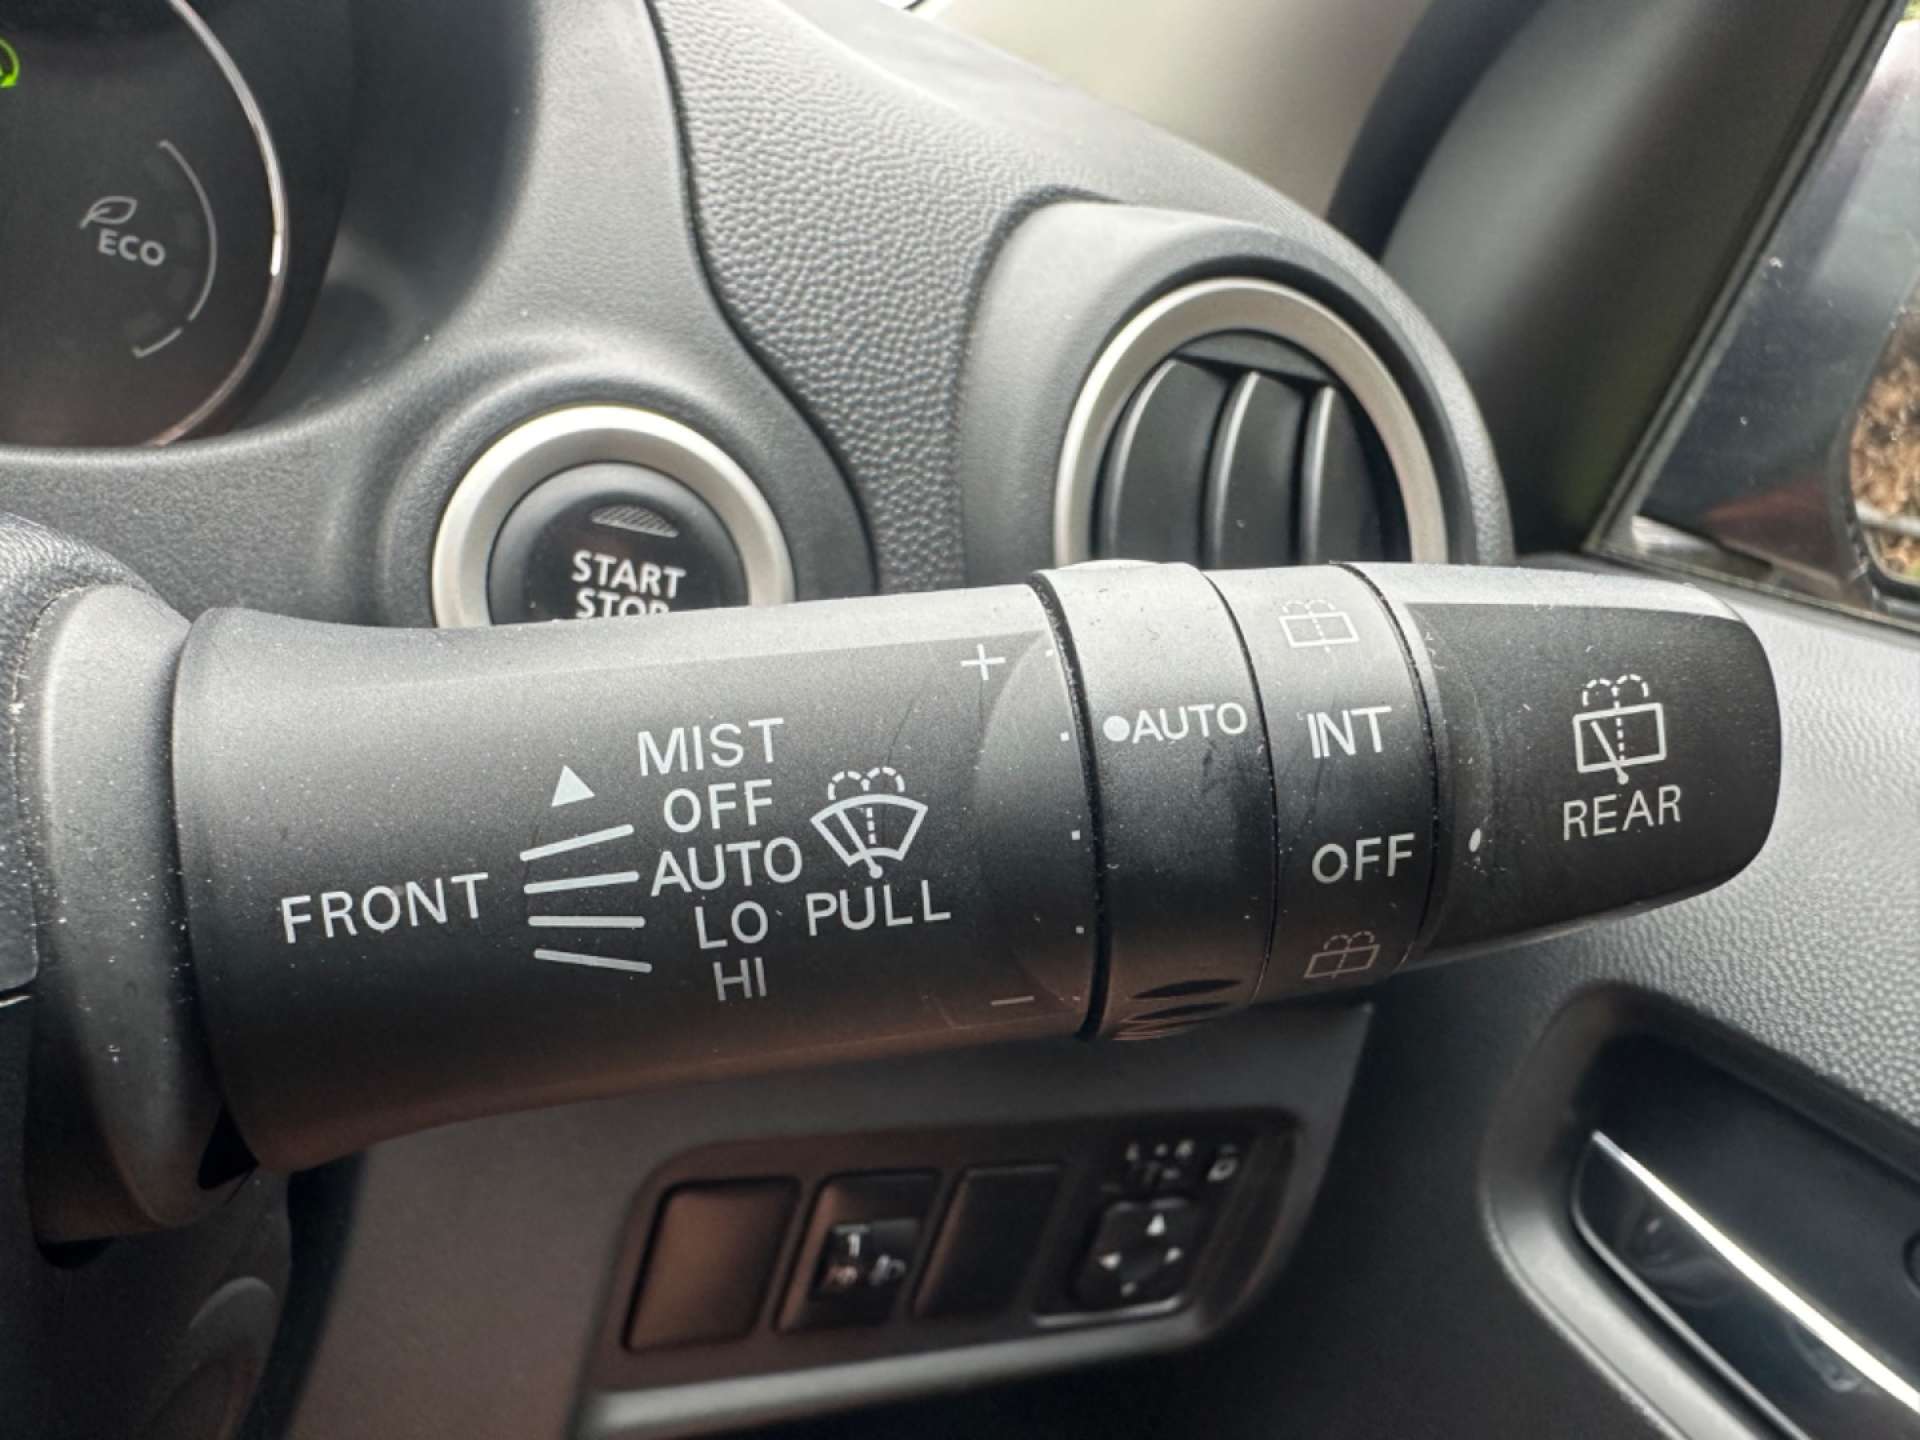 ECO
START
STOP
MIST
OFF
AUTO
LO
HI
FRONT
PULL
+
−
●AUTO
INT
OFF
REAR